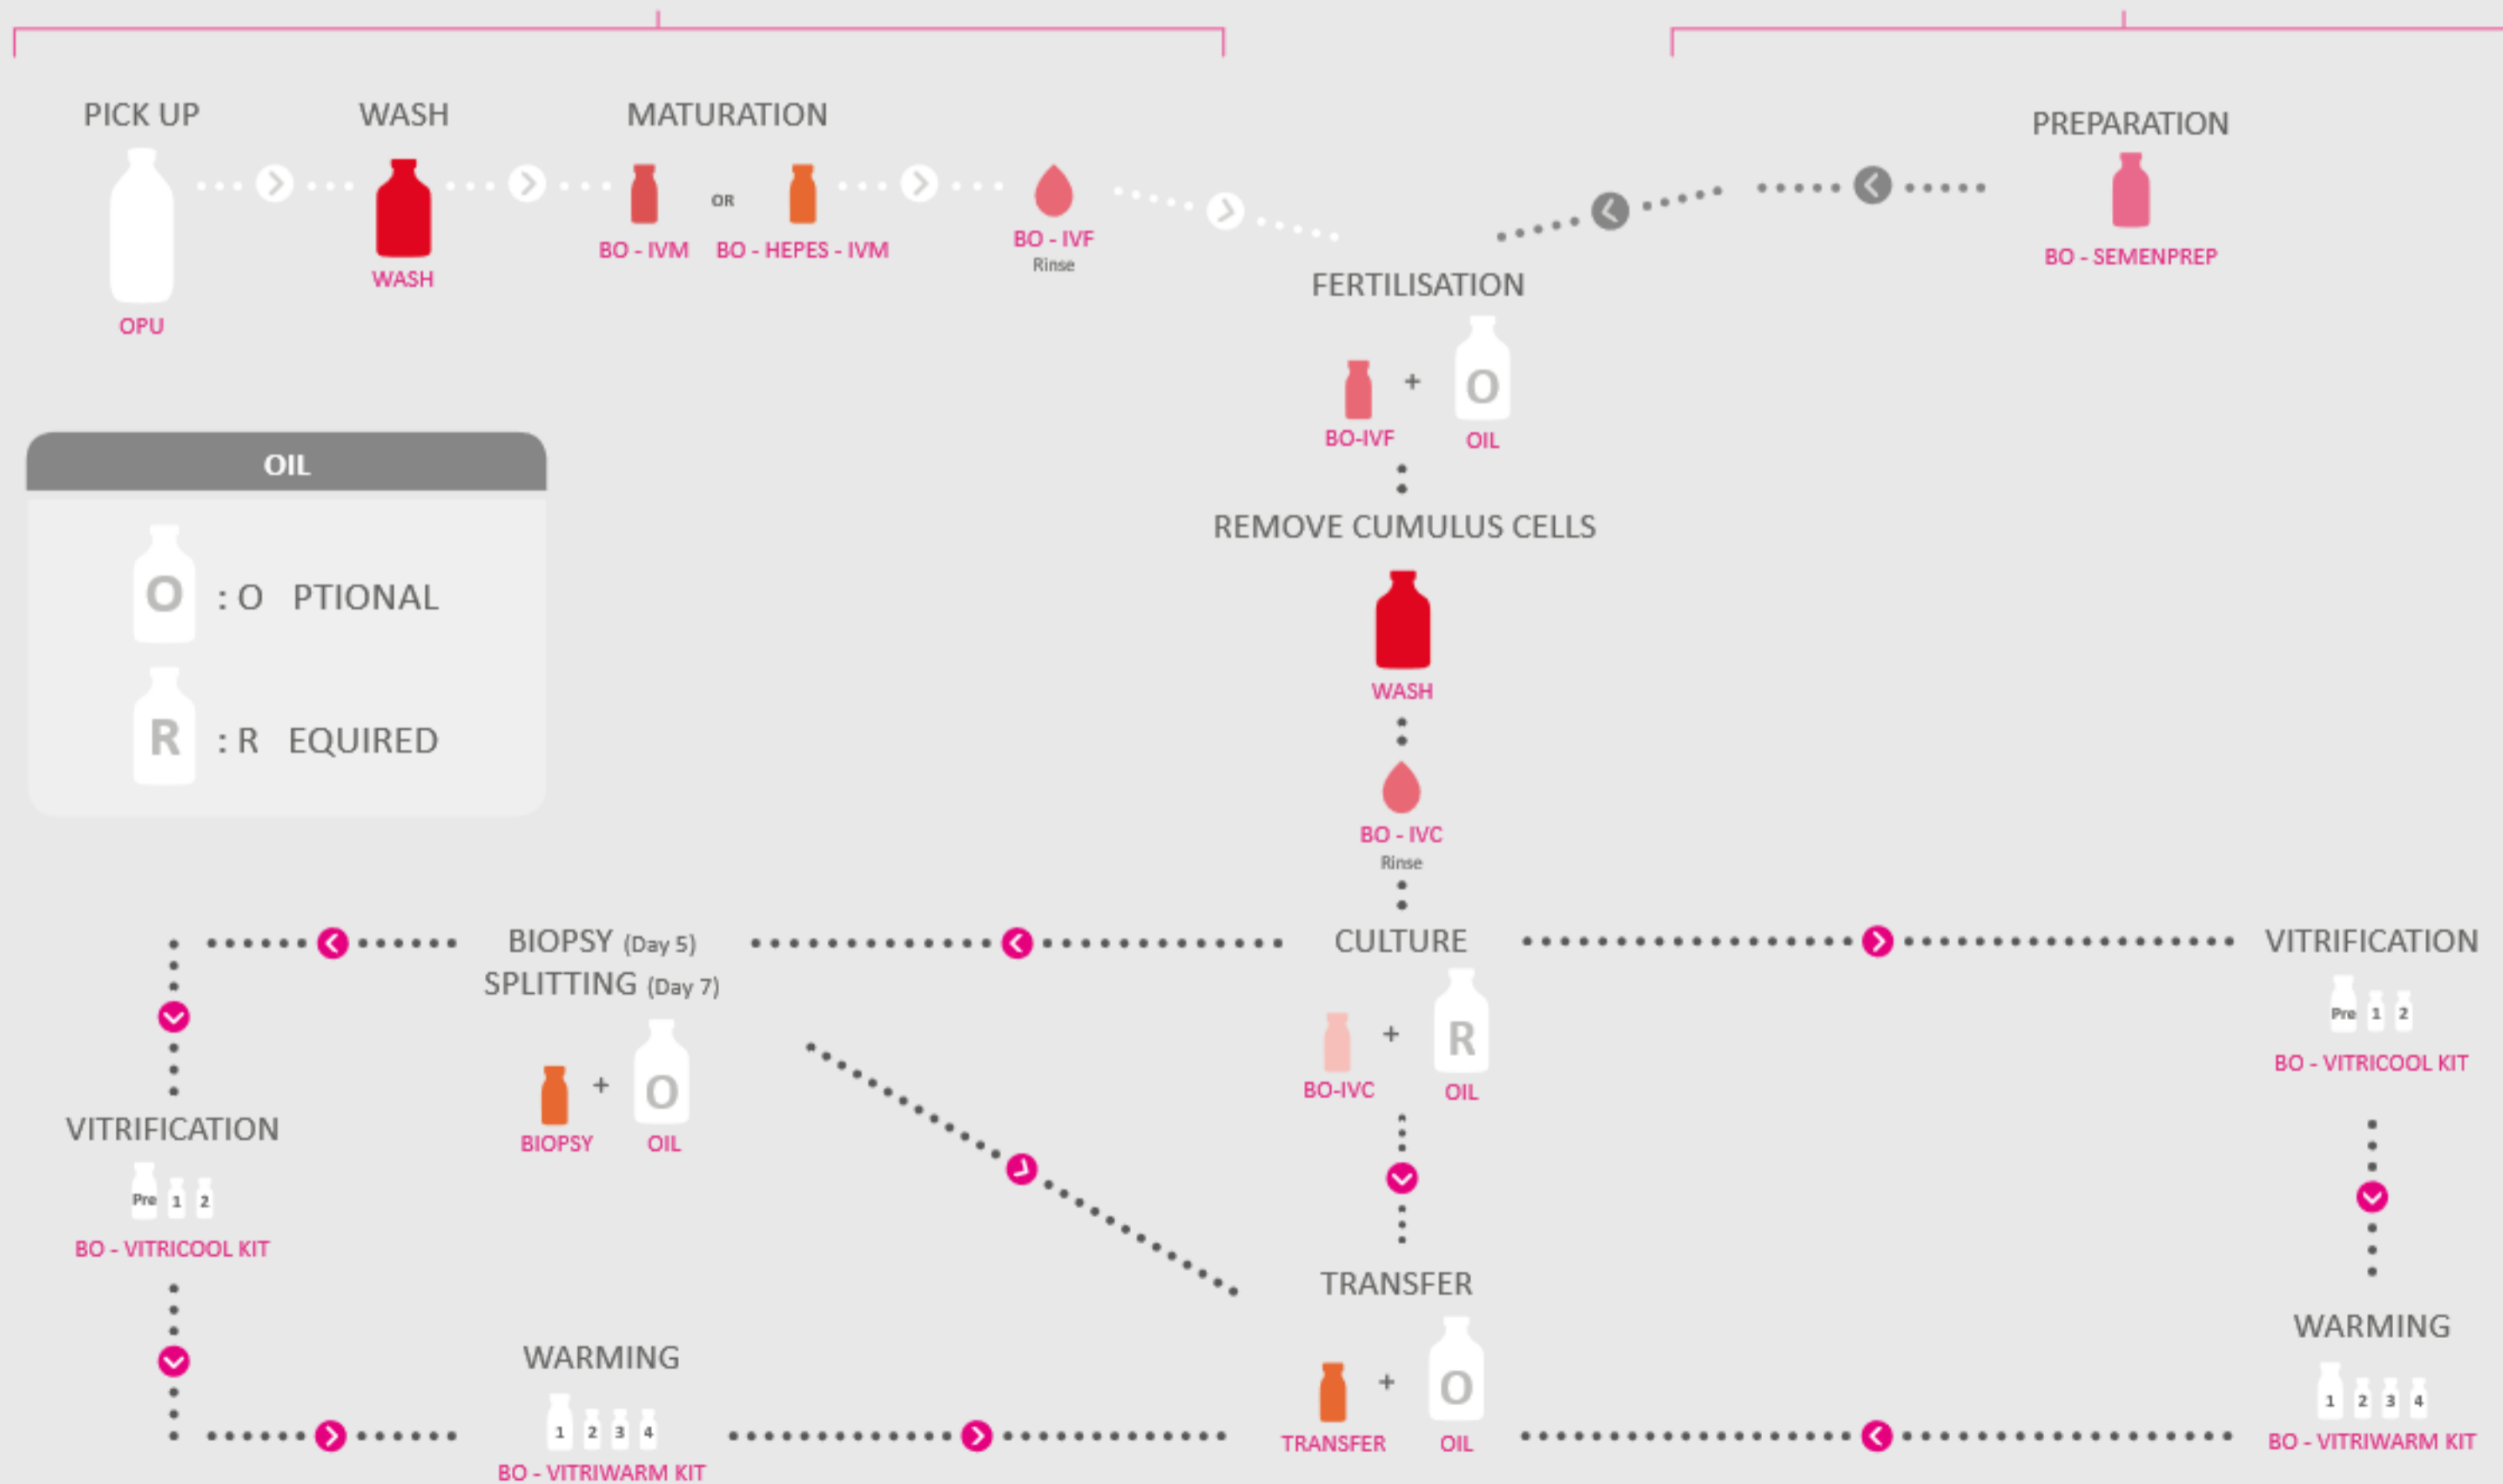 PICK UP
WASH
MATURATION
PREPARATION
OR
OPU
WASH
BO - IVM
BO - HEPES - IVM
BO - IVF
Rinse
BO - SEMENPREP
FERTILISATION
O
+
BO-IVF
OIL
OIL
O : O PTIONAL
R : R EQUIRED
REMOVE CUMULUS CELLS
WASH
BO - IVC
Rinse
BIOPSY (Day 5)
SPLITTING (Day 7)
+ O
BIOPSY
OIL
CULTURE
+ R
BO-IVC
OIL
VITRIFICATION
Pre 1 2
BO - VITRICOOL KIT
VITRIFICATION
Pre 1 2
BO - VITRICOOL KIT
WARMING
1 2 3 4
BO - VITRIWARM KIT
TRANSFER
+ O
TRANSFER
OIL
WARMING
1 2 3 4
BO - VITRIWARM KIT